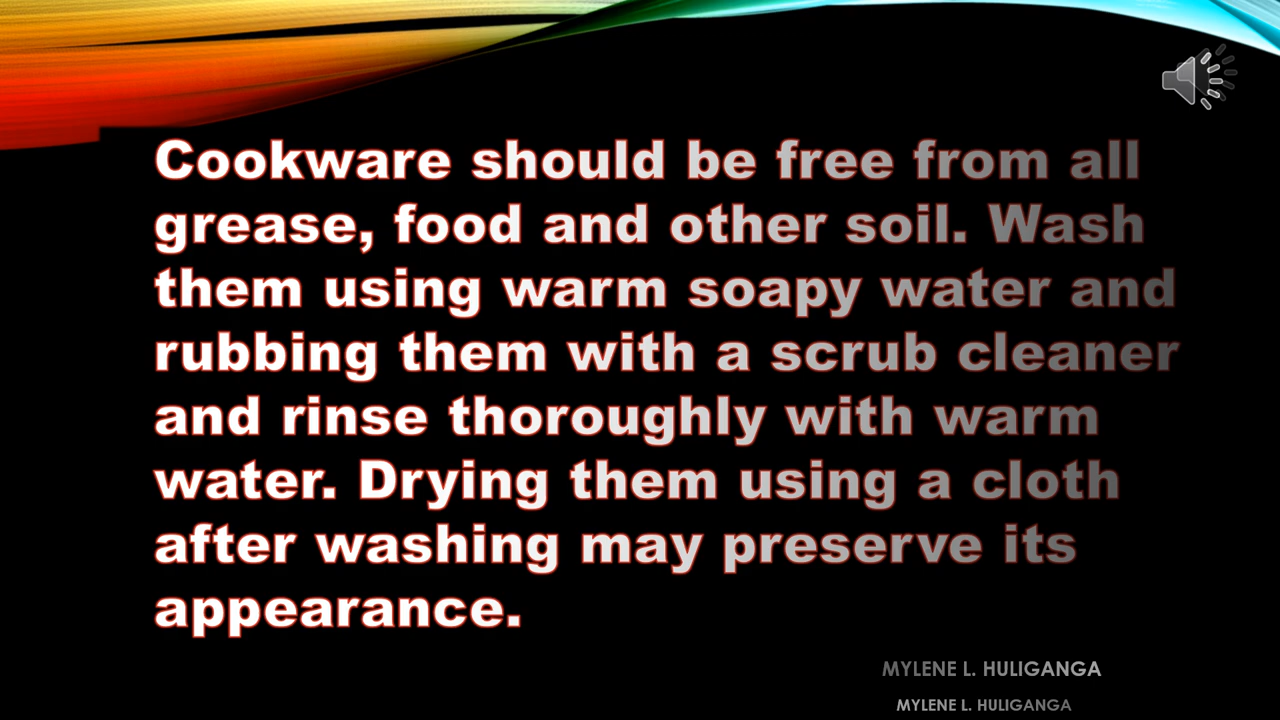 Cookware should be free from all
grease, food and other soil. Wash
them using warm soapy water and
rubbing them with a scrub cleaner
and rinse thoroughly with warm
water. Drying them using a cloth
after washing may preserve its
appearance.
MYLENE L. HULIGANGA
MYLENE L. HULIGANGA